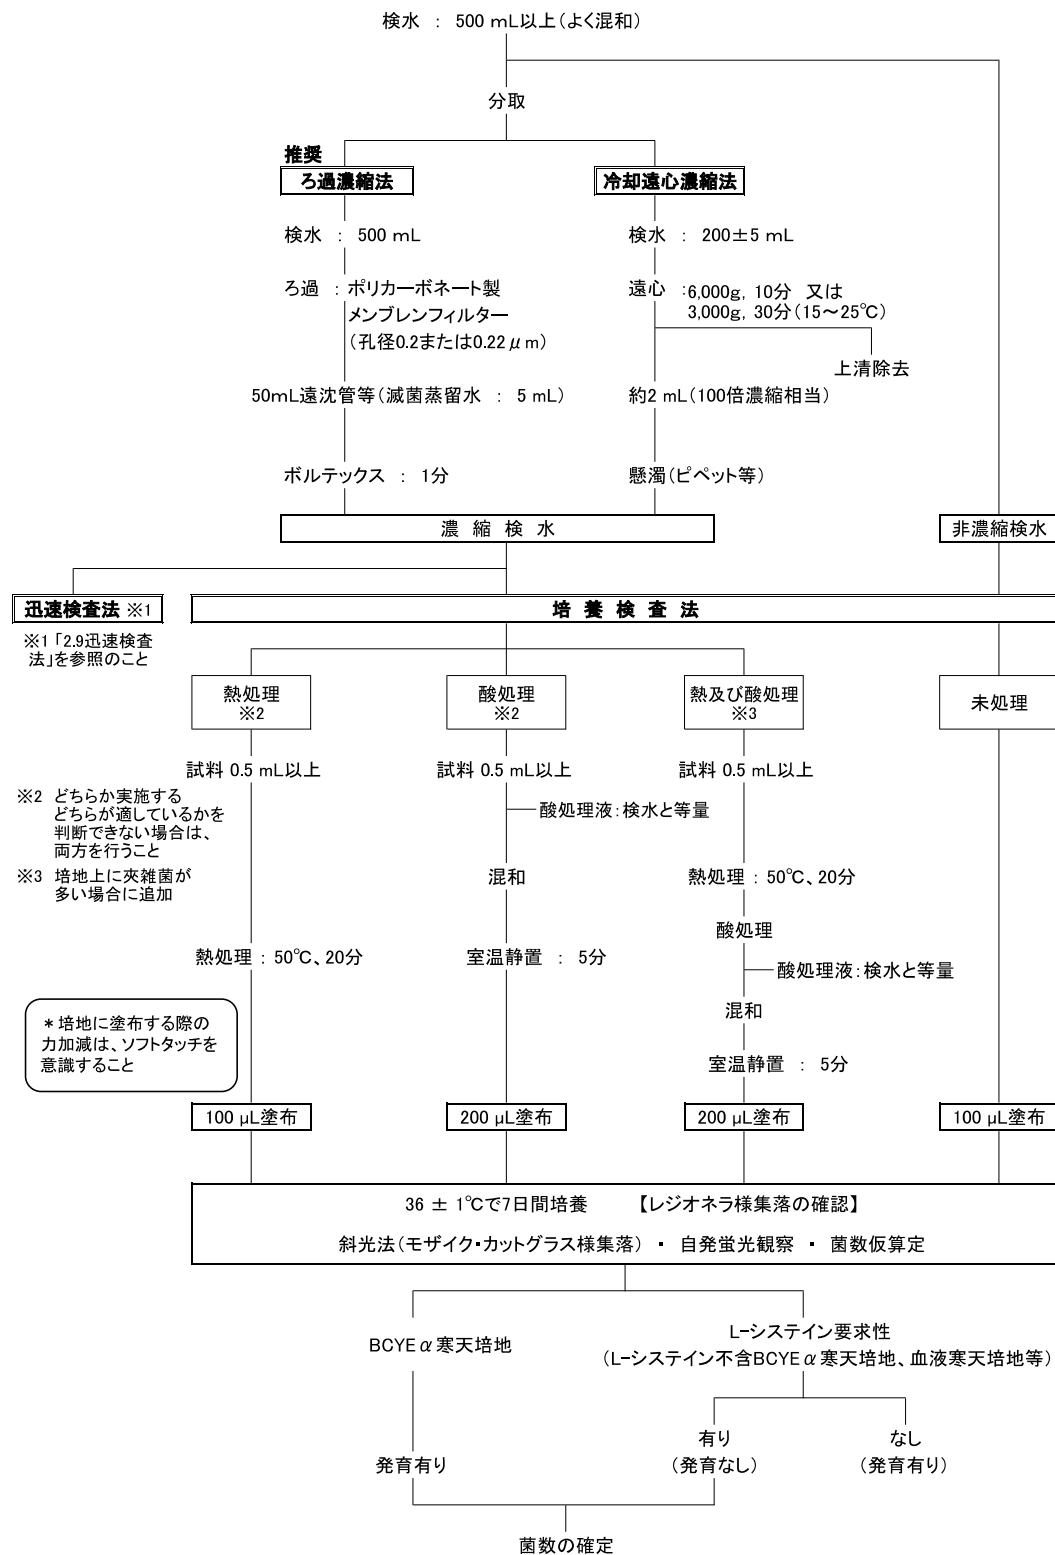 検水 : 500 mL以上(よく混和)
分取
推奨
ろ過濃縮法
冷却遠心濃縮法
検水 : 500 mL
検水 : 200±5 mL
ろ過 : ポリカーボネート製
メンブレンフィルター
(孔径0.2または0.22μm)
遠心 :6,000g, 10分 又は
3,000g, 30分(15~25℃)
上清除去
50mL遠沈管等(滅菌蒸留水 : 5 mL)
約2 mL(100倍濃縮相当)
ボルテックス : 1分
懸濁(ピペット等)
濃 縮 検 水
非濃縮検水
迅速検査法 ※1
培 養 検 査 法
※1「2.9迅速検査
法」を参照のこと
熱処理
※2
酸処理
※2
熱及び酸処理
※3
未処理
試料 0.5 mL以上
試料 0.5 mL以上
試料 0.5 mL以上
※2 どちらか実施する
どちらが適しているかを
判断できない場合は、
両方を行うこと
※3 培地上に夾雑菌が
多い場合に追加
酸処理液:検水と等量
混和
熱処理 : 50℃、20分
酸処理
熱処理 : 50℃、20分
室温静置 : 5分
酸処理液:検水と等量
混和
室温静置 : 5分
*培地に塗布する際の
力加減は、ソフトタッチを
意識すること
100 μL塗布
200 μL塗布
200 μL塗布
100 μL塗布
36 ± 1℃で7日間培養 【レジオネラ様集落の確認】
斜光法(モザイク・カットグラス様集落) ・ 自発蛍光観察 ・ 菌数仮算定
BCYEα寒天培地
L-システイン要求性
(L-システイン不含BCYEα寒天培地、血液寒天培地等)
有り
(発育なし)
なし
(発育有り)
発育有り
菌数の確定